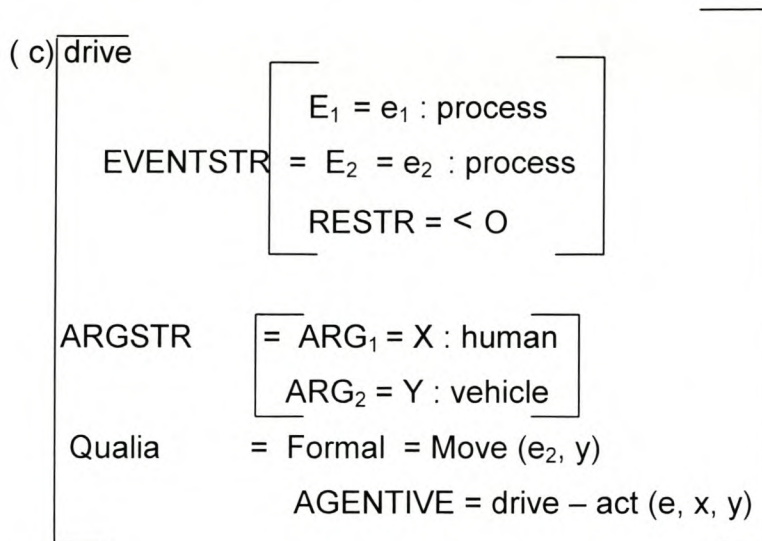 ( c) drive
E₁ = e₁ : process
EVENTSTR = E₂ = e₂ : process
RESTR = < O
ARGSTR = ARG₁ = X : human
ARG₂ = Y : vehicle
Qualia = Formal = Move (e₂, y)
AGENTIVE = drive – act (e, x, y)